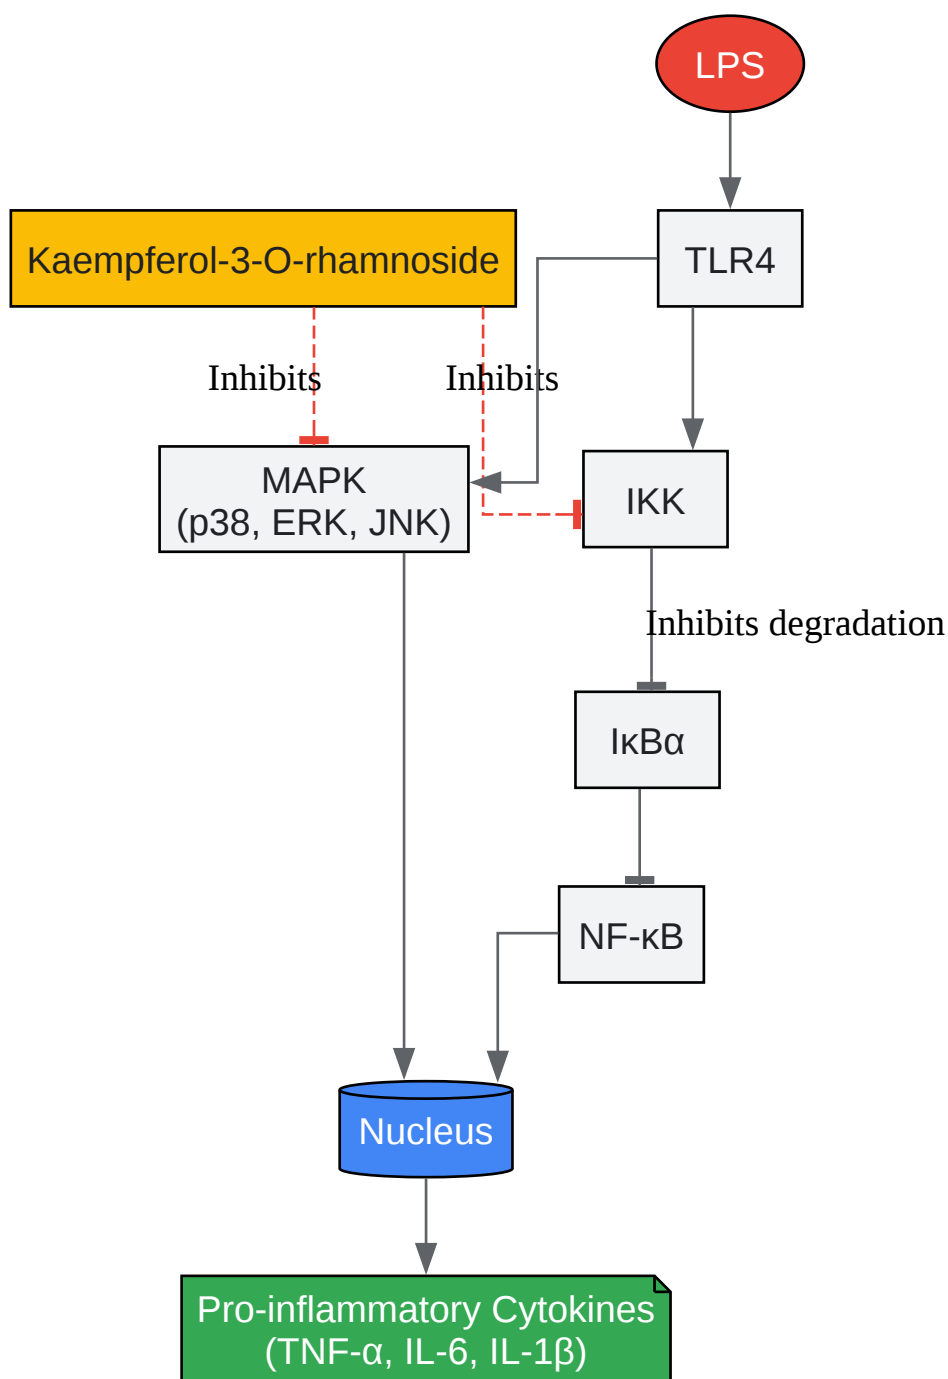 LPS
Kaempferol-3-O-rhamnoside
TLR4
Inhibits
Inhibits
MAPK
(p38, ERK, JNK)
IKK
Inhibits degradation
IκBα
NF-κB
Nucleus
Pro-inflammatory Cytokines
(TNF-α, IL-6, IL-1β)